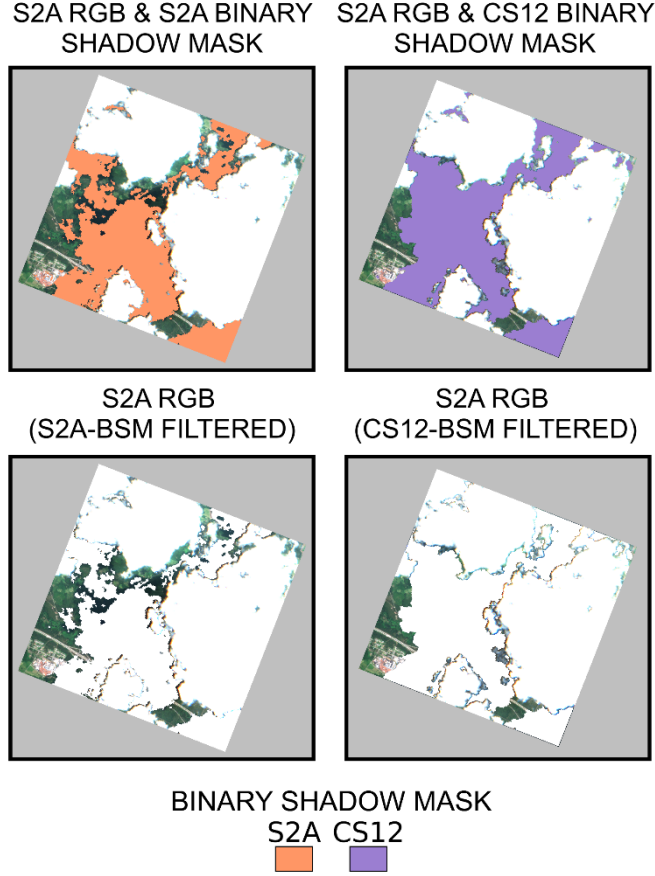 S2A RGB & S2A BINARY
SHADOW MASK
S2A RGB & CS12 BINARY
SHADOW MASK
S2A RGB
(S2A-BSM FILTERED)
S2A RGB
(CS12-BSM FILTERED)
BINARY SHADOW MASK
S2A CS12